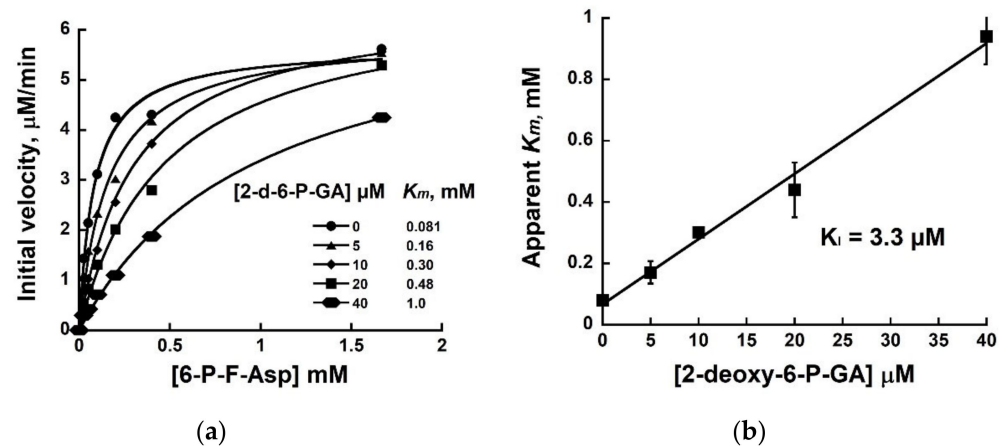 6
5
4
3
2
1
0
Initial velocity, μM/min
[2-d-6-P-GA] μM Km, mM
0 0.081
5 0.16
10 0.30
20 0.48
40 1.0
0 0.5 1 1.5 2
[6-P-F-Asp] mM
(a)
1
0.8
0.6
0.4
0.2
0
Apparent Km, mM
KI = 3.3 μM
0 5 10 15 20 25 30 35 40
[2-deoxy-6-P-GA] μM
(b)